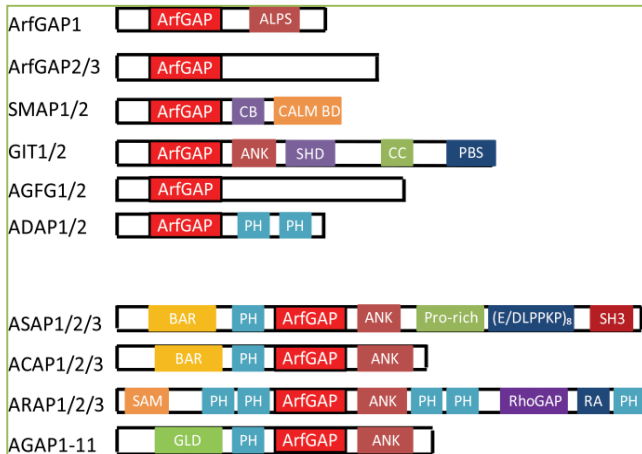 ArfGAP1 ArfGAP ALPS
ArfGAP2/3 ArfGAP
SMAP1/2 ArfGAP CB CALM BD
GIT1/2 ArfGAP ANK SHD CC PBS
AGFG1/2 ArfGAP
ADAP1/2 ArfGAP PH PH
ASAP1/2/3 BAR PH ArfGAP ANK Pro-rich (E/DLPPKP)₈ SH3
ACAP1/2/3 BAR PH ArfGAP ANK
ARAP1/2/3 SAM PH PH ArfGAP ANK PH PH RhoGAP RA PH
AGAP1-11 GLD PH ArfGAP ANK